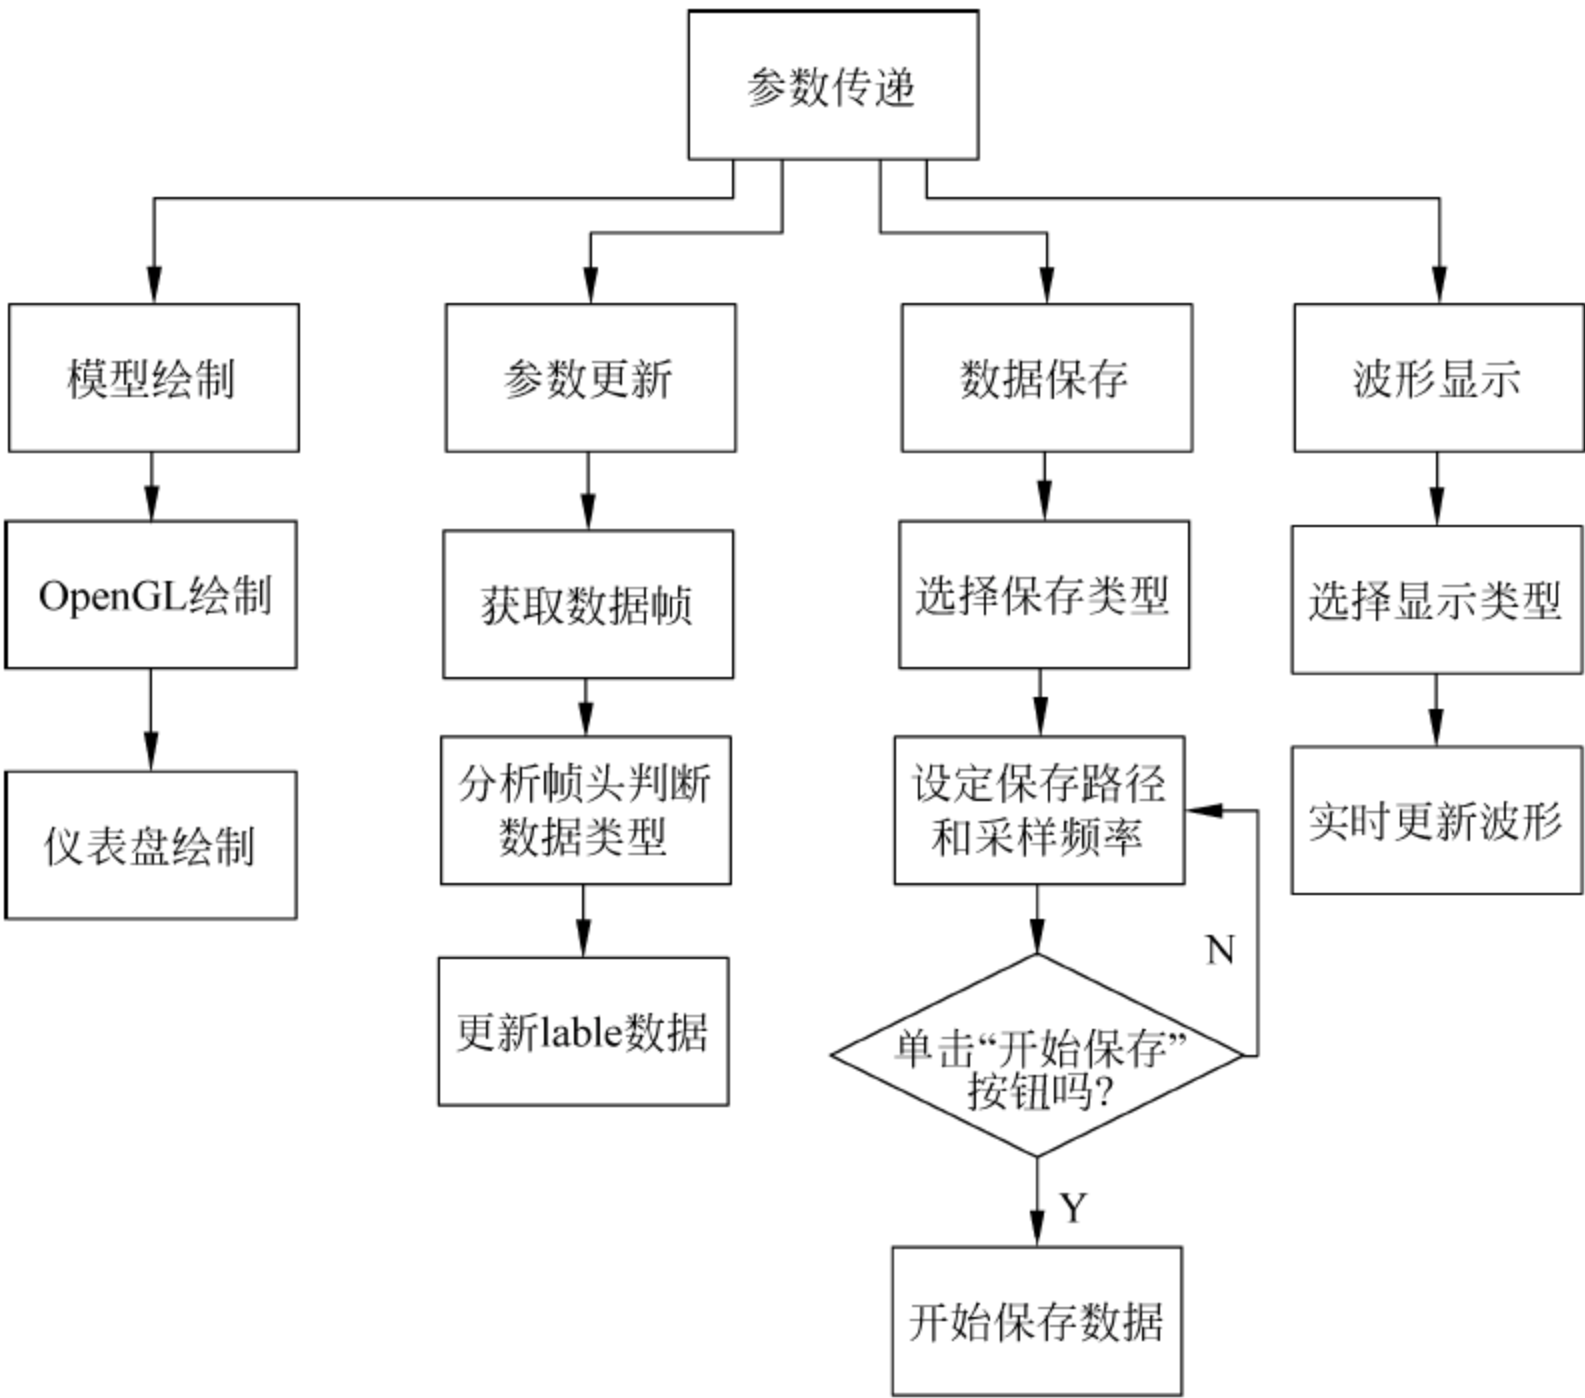 参数传递
模型绘制
参数更新
数据保存
波形显示
OpenGL绘制
获取数据帧
选择保存类型
选择显示类型
仪表盘绘制
分析帧头判断
数据类型
设定保存路径
和采样频率
实时更新波形
N
更新lable数据
单击“开始保存”
按钮吗?
Y
开始保存数据